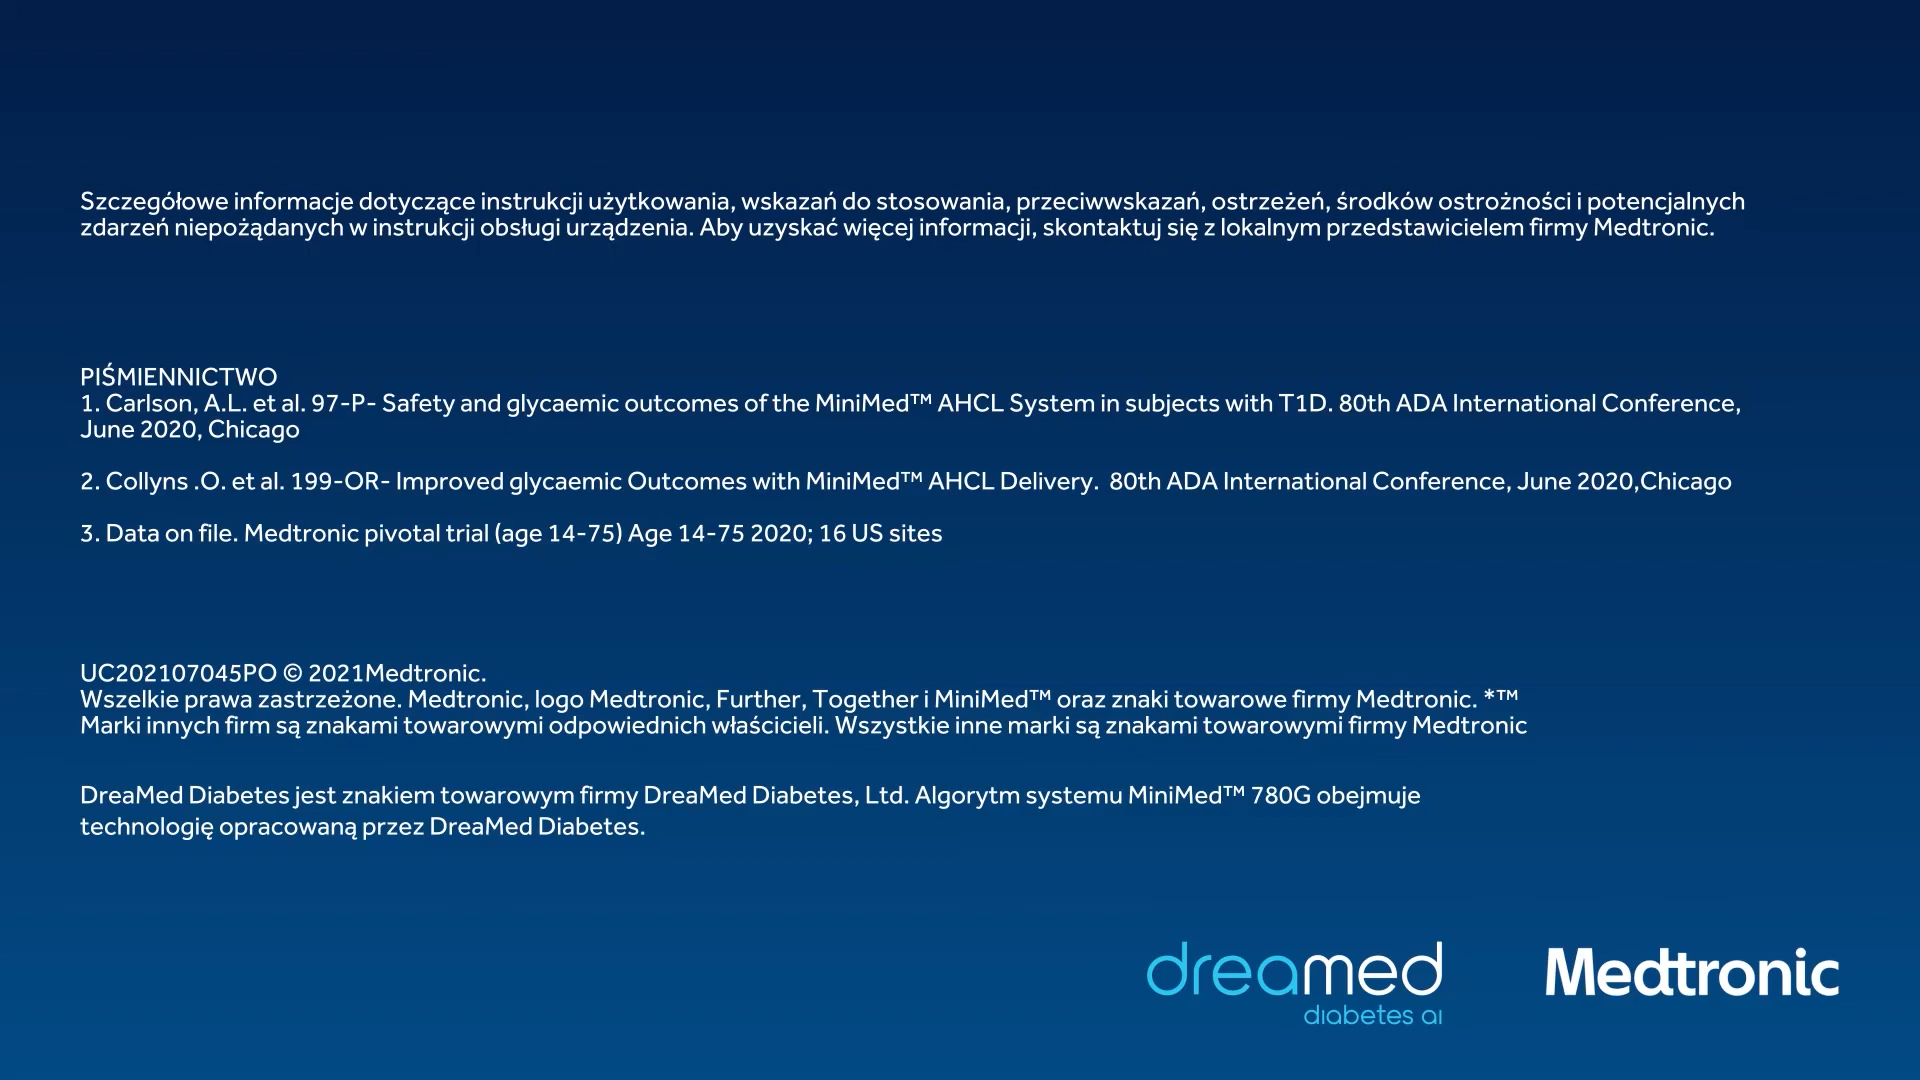 Szczegółowe informacje dotyczące instrukcji użytkowania, wskazań do stosowania, przeciwwskazań, ostrzeżeń, środków ostrożności i potencjalnych
zdarzeń niepożądanych w instrukcji obsługi urządzenia. Aby uzyskać więcej informacji, skontaktuj się z lokalnym przedstawicielem firmy Medtronic.
PIŚMIENNICTWO
1. Carlson, A.L. et al. 97-P- Safety and glycaemic outcomes of the MiniMed™ AHCL System in subjects with T1D. 80th ADA International Conference,
June 2020, Chicago
2. Collyns .O. et al. 199-OR- Improved glycaemic Outcomes with MiniMed™ AHCL Delivery.  80th ADA International Conference, June 2020,Chicago
3. Data on file. Medtronic pivotal trial (age 14-75) Age 14-75 2020; 16 US sites
UC202107045PO © 2021Medtronic.
Wszelkie prawa zastrzeżone. Medtronic, logo Medtronic, Further, Together i MiniMed™ oraz znaki towarowe firmy Medtronic. *™
Marki innych firm są znakami towarowymi odpowiednich właścicieli. Wszystkie inne marki są znakami towarowymi firmy Medtronic
DreaMed Diabetes jest znakiem towarowym firmy DreaMed Diabetes, Ltd. Algorytm systemu MiniMed™ 780G obejmuje
technologię opracowaną przez DreaMed Diabetes.
dreamed
diabetes ai
Medtronic